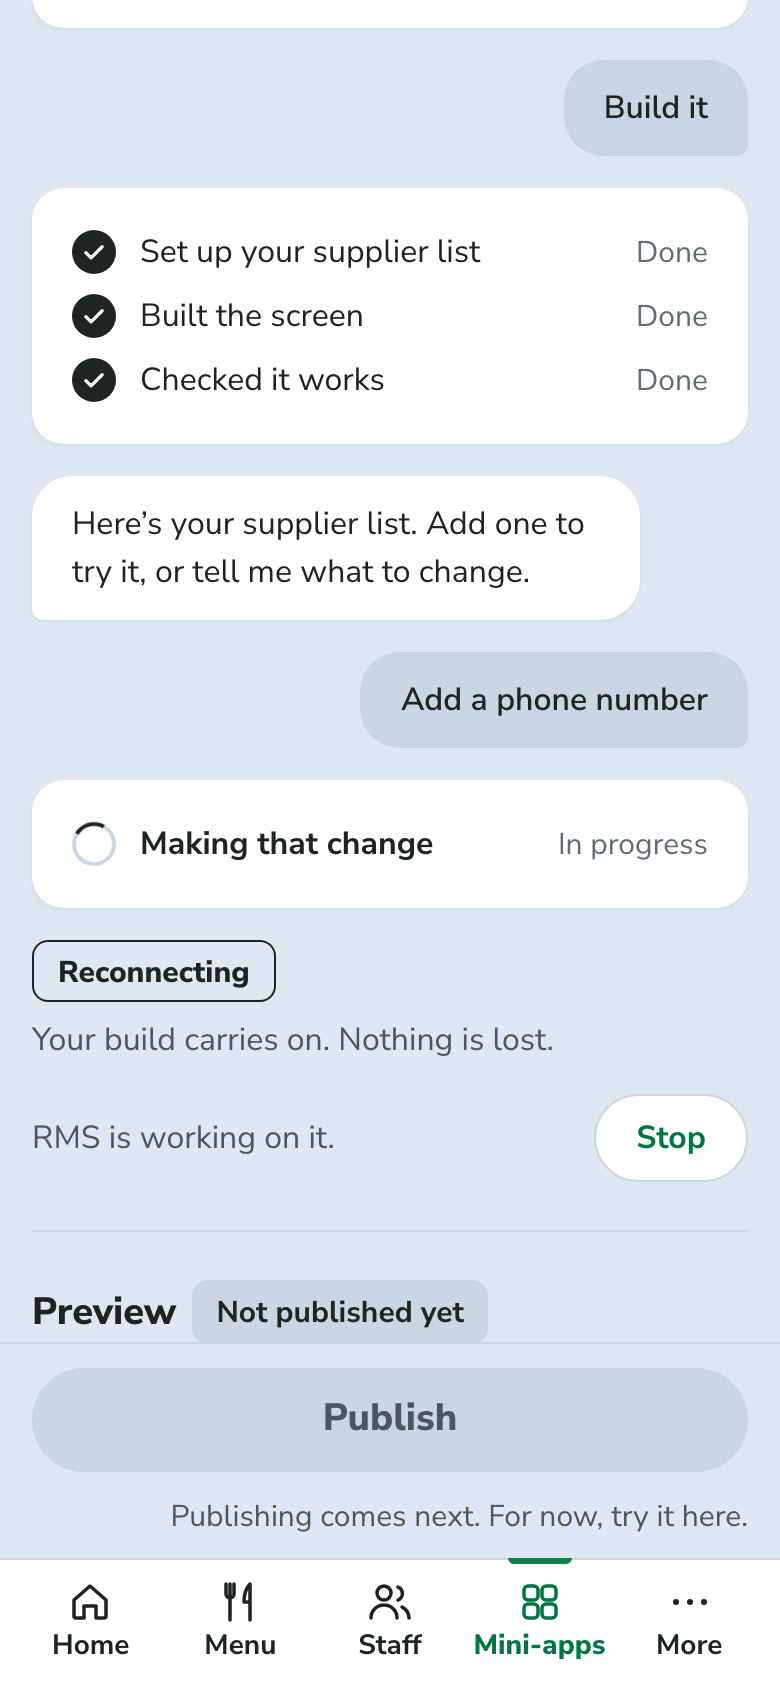 Build it
Set up your supplier list Done
Built the screen Done
Checked it works Done
Here’s your supplier list. Add one to
try it, or tell me what to change.
Add a phone number
Making that change In progress
Reconnecting
Your build carries on. Nothing is lost.
RMS is working on it. Stop
Preview Not published yet
Publish
Publishing comes next. For now, try it here.
Home Menu Staff Mini-apps More